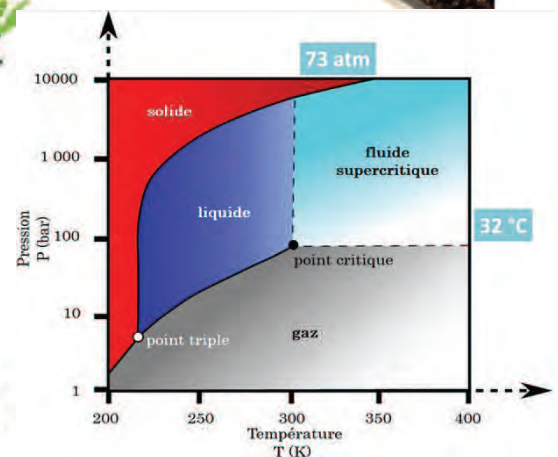 73 atm
10000
solide
1 000
fluide
supercritique
liquide
32 °C
Pression
P (bar)
100
point critique
10
point triple
gaz
1
200
250
300
350
400
Température
T (K)